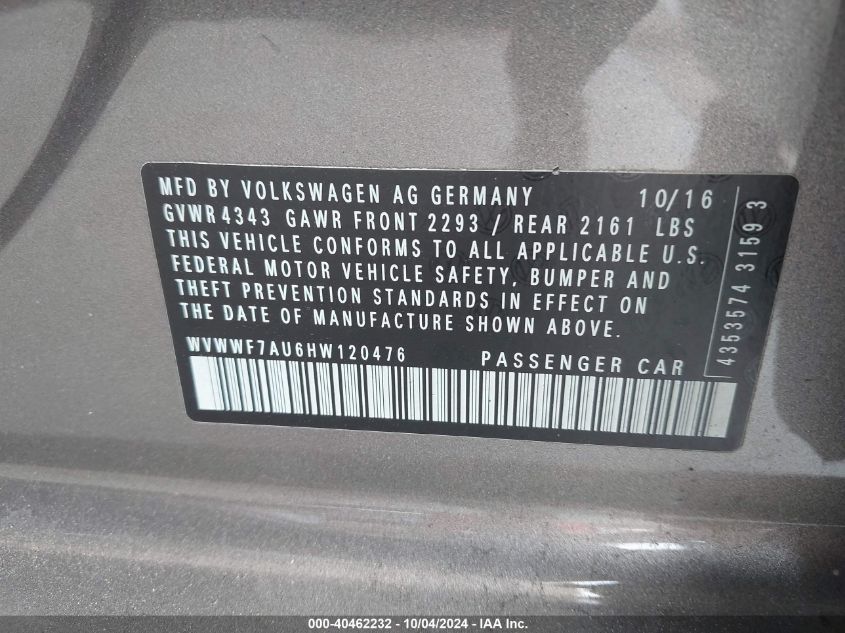 MFD BY VOLKSWAGEN AG GERMANY 10/16
GVWR 4343 GAWR FRONT 2293 / REAR 2161 LBS
THIS VEHICLE CONFORMS TO ALL APPLICABLE U.S.
FEDERAL MOTOR VEHICLE SAFETY, BUMPER AND
THEFT PREVENTION STANDARDS IN EFFECT ON
THE DATE OF MANUFACTURE SHOWN ABOVE.
WVWWF7AU6HW120476 PASSENGER CAR
4353574 31593
000-40462232 - 10/04/2024 - IAA Inc.